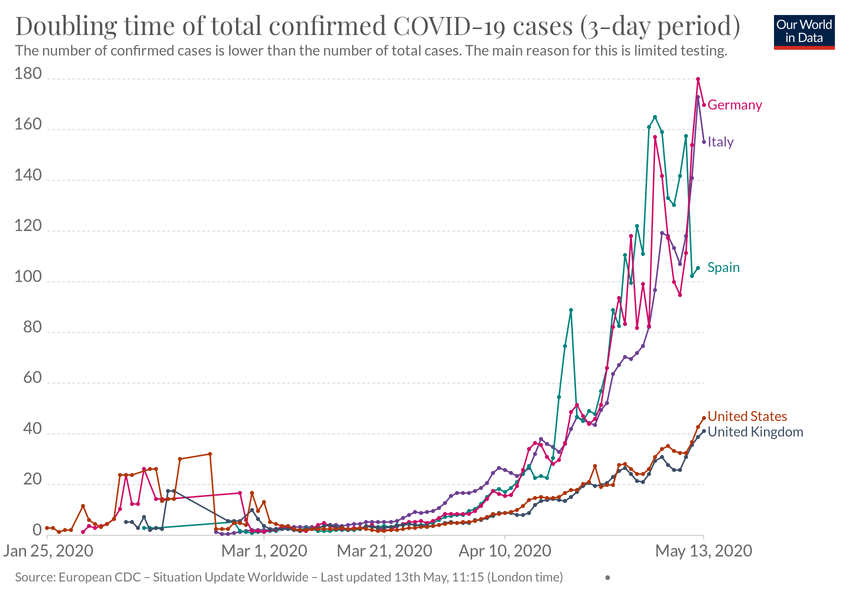 Doubling time of total confirmed COVID-19 cases (3-day period)
Our World
in Data
The number of confirmed cases is lower than the number of total cases. The main reason for this is limited testing.
180
160
140
120
100
80
60
40
20
0
Germany
Italy
Spain
United States
United Kingdom
Jan 25, 2020
Mar 1, 2020
Mar 21, 2020
Apr 10, 2020
May 13, 2020
Source: European CDC – Situation Update Worldwide – Last updated 13th May, 11:15 (London time)